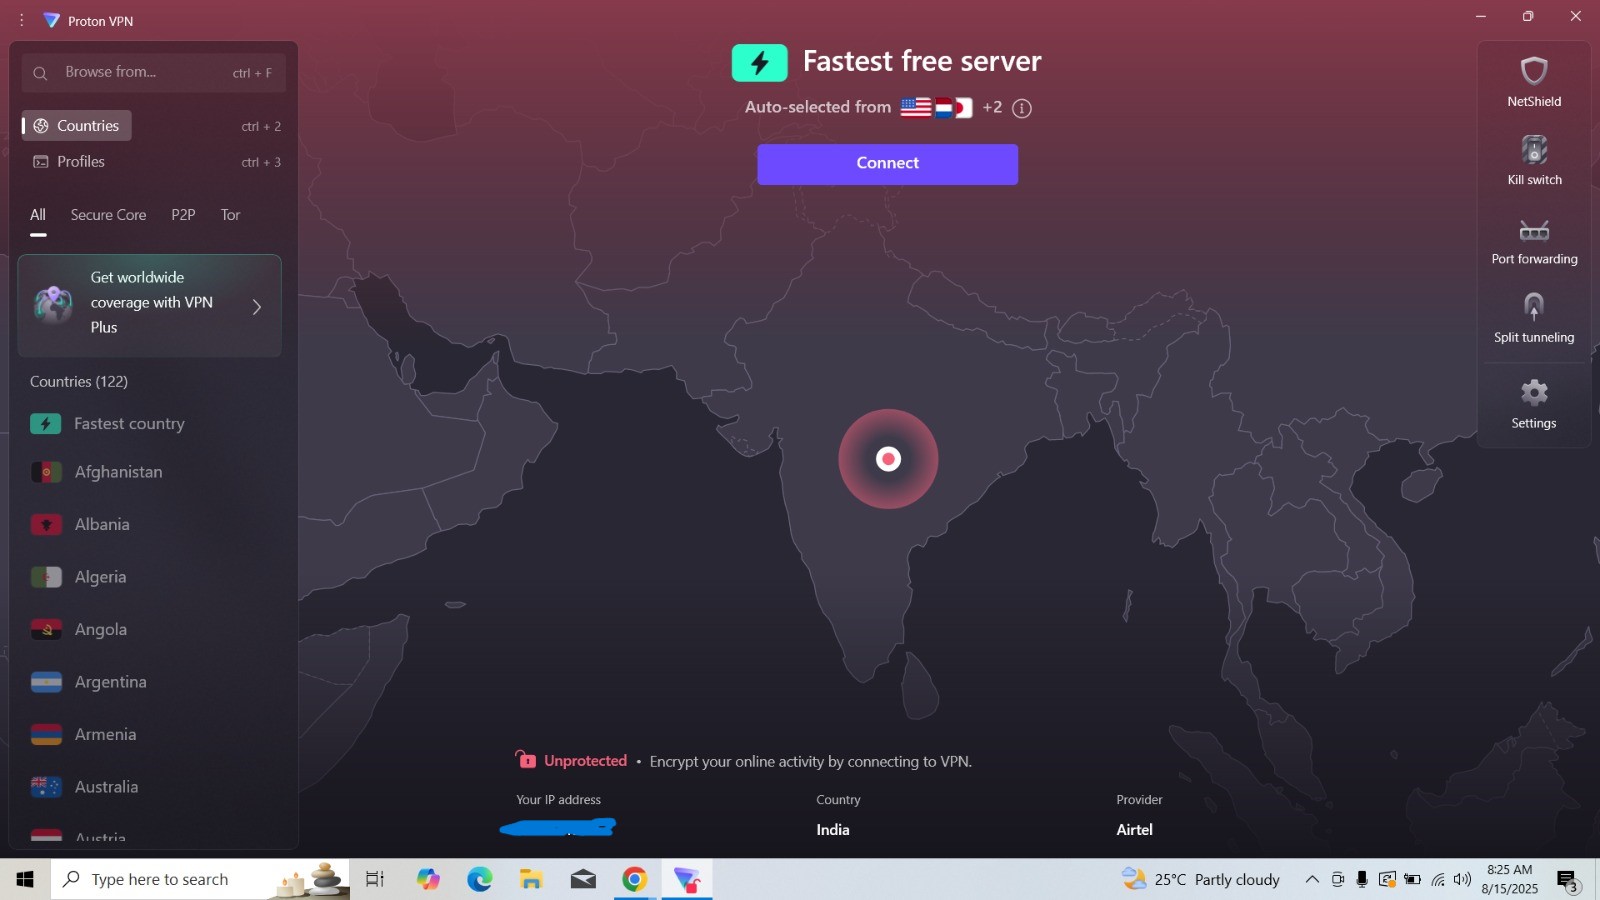 Proton VPN
Browse from...
ctrl + F
Countries
ctrl + 2
Profiles
ctrl + 3
All
Secure Core
P2P
Tor
Get worldwide
coverage with VPN
Plus
Countries (122)
Fastest country
Afghanistan
Albania
Algeria
Angola
Argentina
Armenia
Australia
Austria
Fastest free server
Auto-selected from
+2
Connect
NetShield
Kill switch
Port forwarding
Split tunneling
Settings
Unprotected • Encrypt your online activity by connecting to VPN.
Your IP address
Country
Provider
India
Airtel
Type here to search
25°C Partly cloudy
8:25 AM
8/15/2025
3